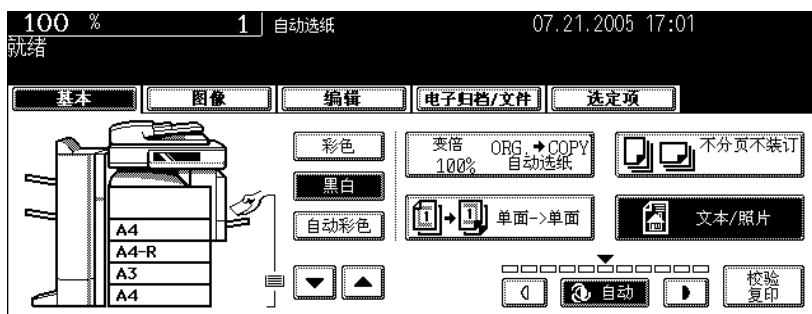 100 % 1 自动选纸 07.21.2005 17:01
就绪
基本 图像 编辑 电子归档/文件 选定项
彩色
黑白
自动彩色
变倍 ORG.→COPY
100% 自动选纸
不分页不装订
1→1 单面->单面
文本/照片
A4
A4-R
A3
A4
自动
校验
复印